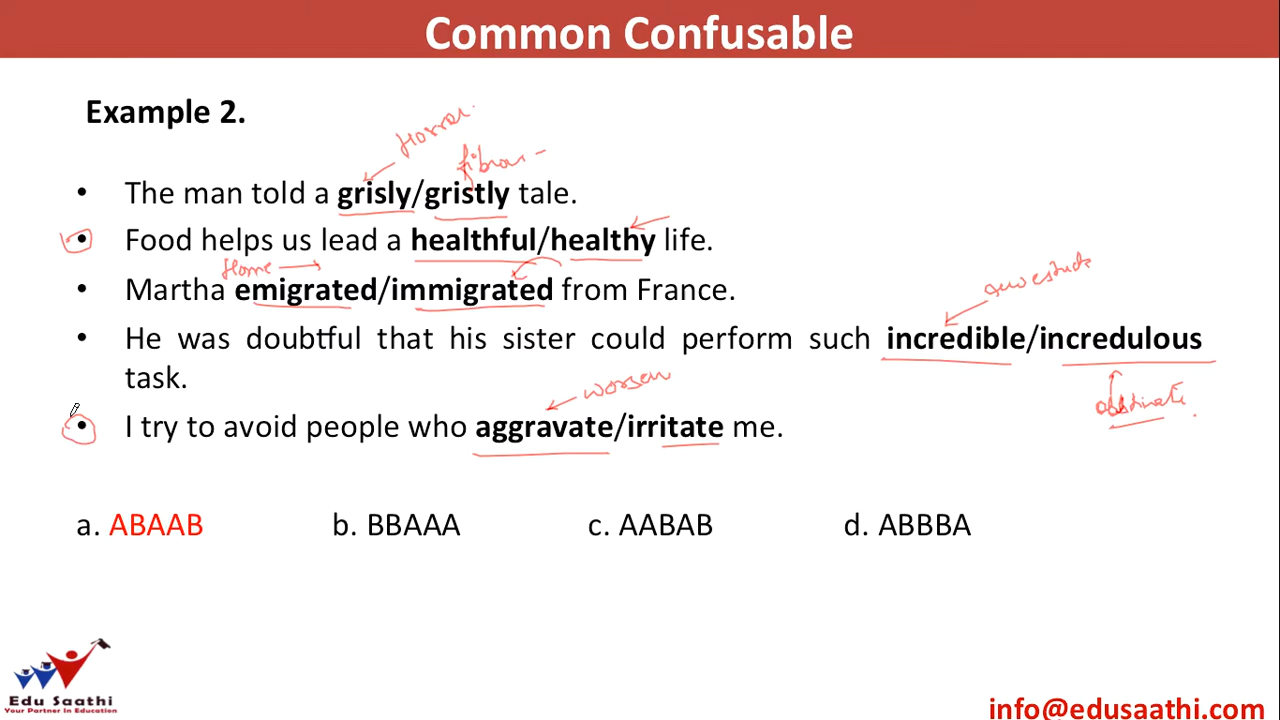 Common Confusable
Example 2.
Horror
fibrous
• The man told a grisly/gristly tale.
• Food helps us lead a healthful/healthy life.
Home
• Martha emigrated/immigrated from France.
• He was doubtful that his sister could perform such incredible/incredulous
task.
worsen
obstinate
• I try to avoid people who aggravate/irritate me.
a. ABAAB b. BBAAA c. AABAB d. ABBBA
Edu Saathi
Your Partner In Education
info@edusaathi.com